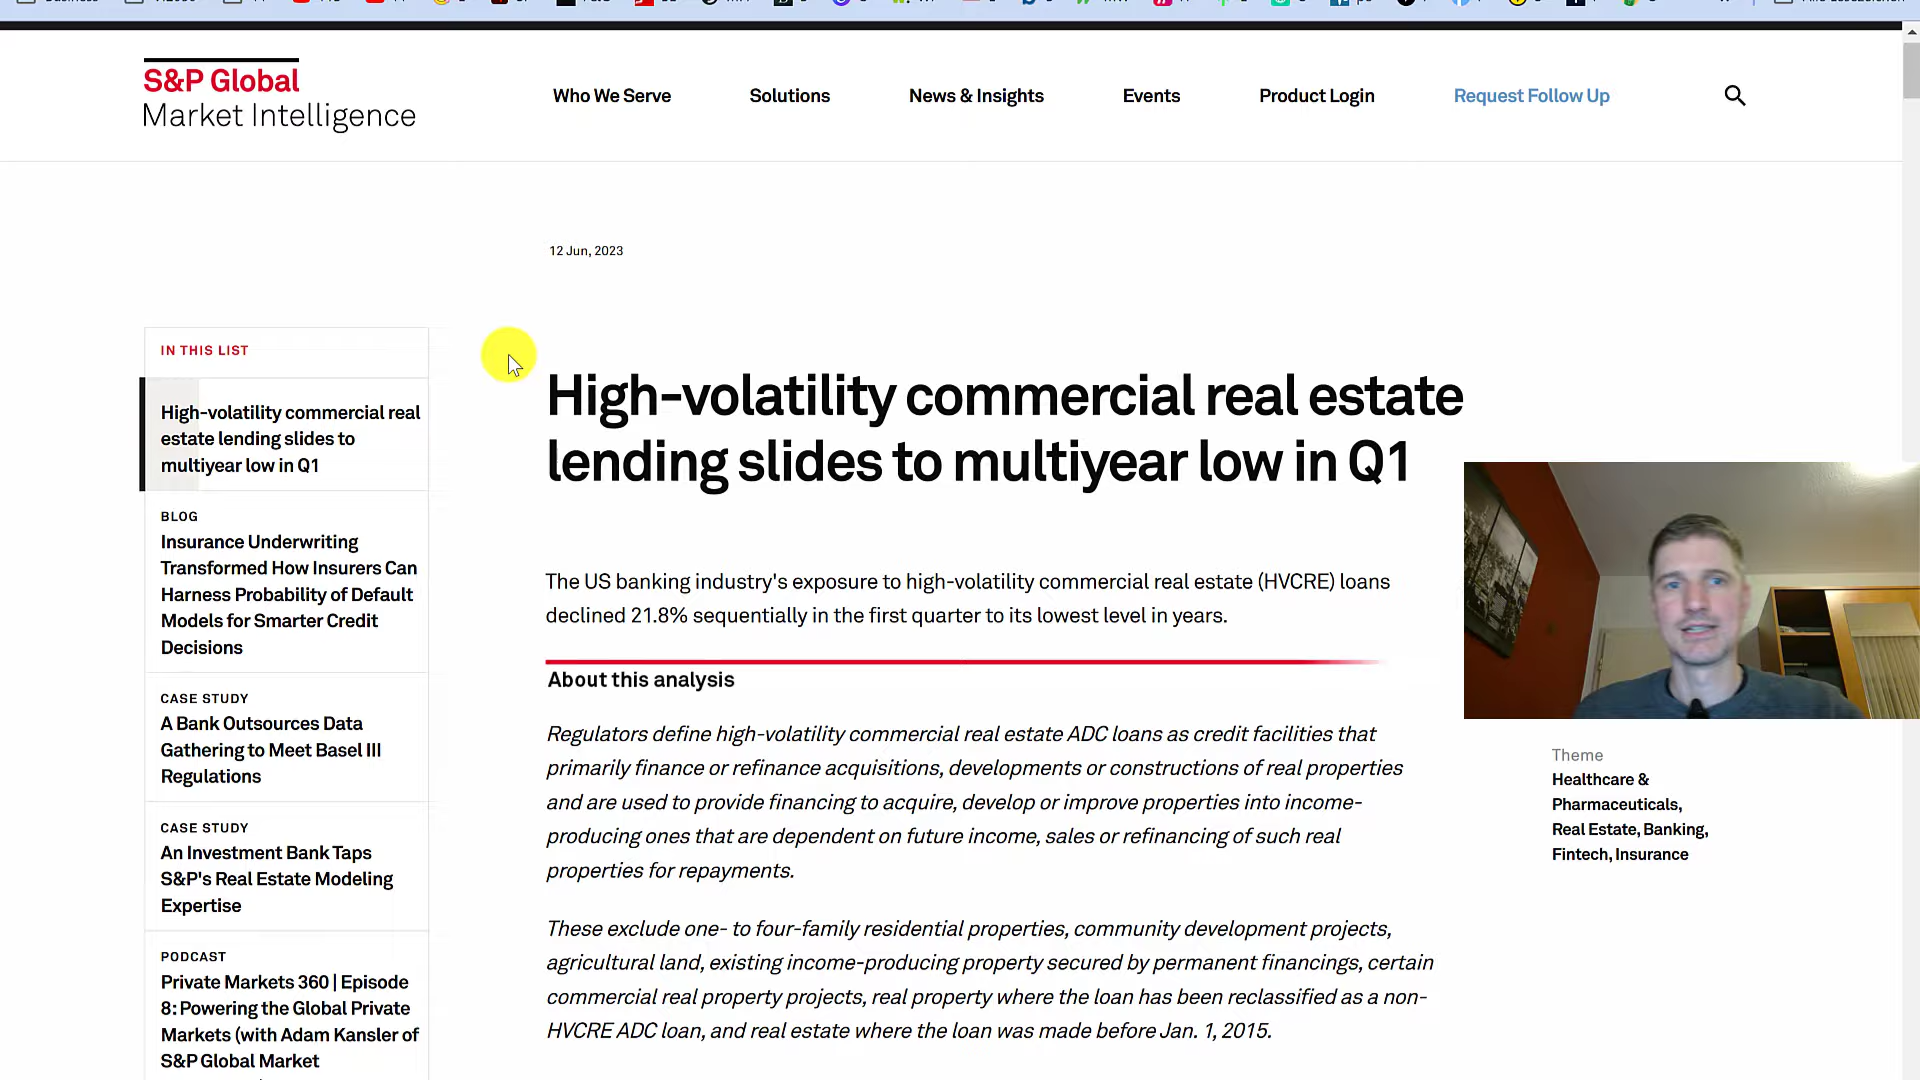 S&P Global
Market Intelligence
Who We Serve
Solutions
News & Insights
Events
Product Login
Request Follow Up
12 Jun, 2023
IN THIS LIST
High-volatility commercial real
estate lending slides to
multiyear low in Q1
BLOG
Insurance Underwriting
Transformed How Insurers Can
Harness Probability of Default
Models for Smarter Credit
Decisions
CASE STUDY
A Bank Outsources Data
Gathering to Meet Basel III
Regulations
CASE STUDY
An Investment Bank Taps
S&P's Real Estate Modeling
Expertise
PODCAST
Private Markets 360 | Episode
8: Powering the Global Private
Markets (with Adam Kansler of
S&P Global Market
High-volatility commercial real estate
lending slides to multiyear low in Q1
The US banking industry's exposure to high-volatility commercial real estate (HVCRE) loans
declined 21.8% sequentially in the first quarter to its lowest level in years.
About this analysis
Regulators define high-volatility commercial real estate ADC loans as credit facilities that
primarily finance or refinance acquisitions, developments or constructions of real properties
and are used to provide financing to acquire, develop or improve properties into income-
producing ones that are dependent on future income, sales or refinancing of such real
properties for repayments.
These exclude one- to four-family residential properties, community development projects,
agricultural land, existing income-producing property secured by permanent financings, certain
commercial real property projects, real property where the loan has been reclassified as a non-
HVCRE ADC loan, and real estate where the loan was made before Jan. 1, 2015.
Theme
Healthcare &
Pharmaceuticals,
Real Estate, Banking,
Fintech, Insurance